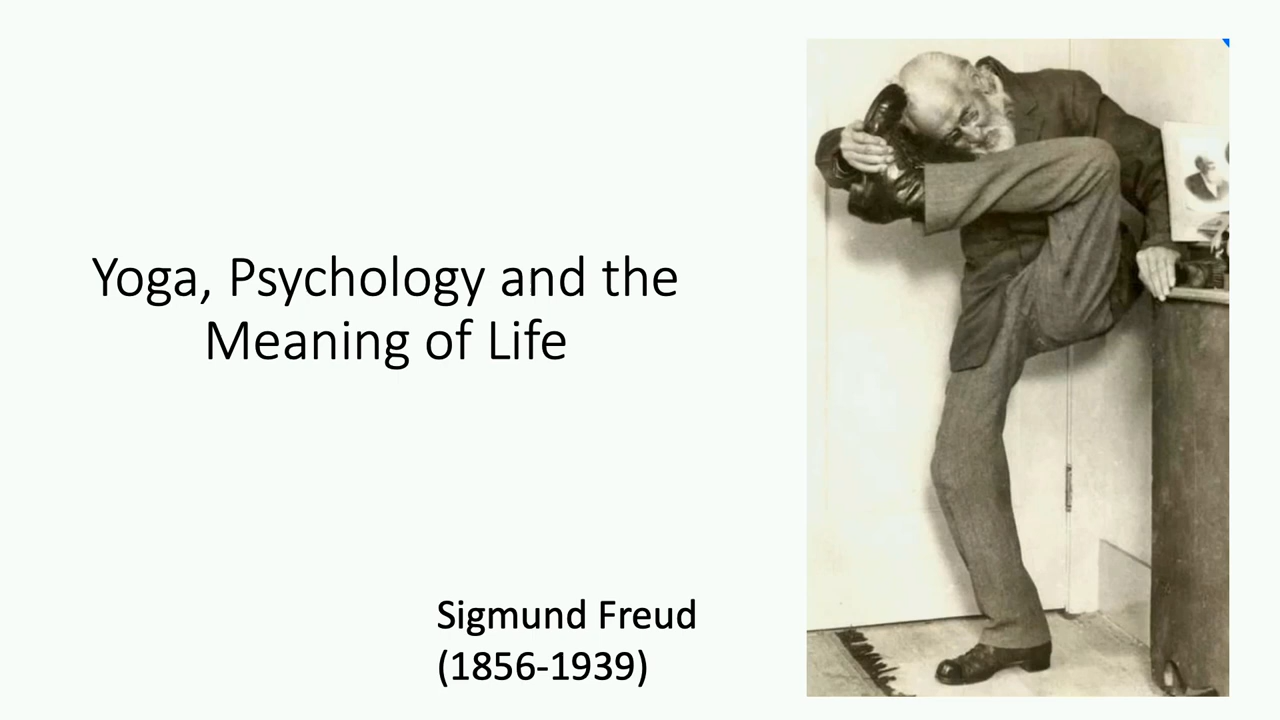 Yoga, Psychology and the
Meaning of Life
Sigmund Freud
(1856-1939)